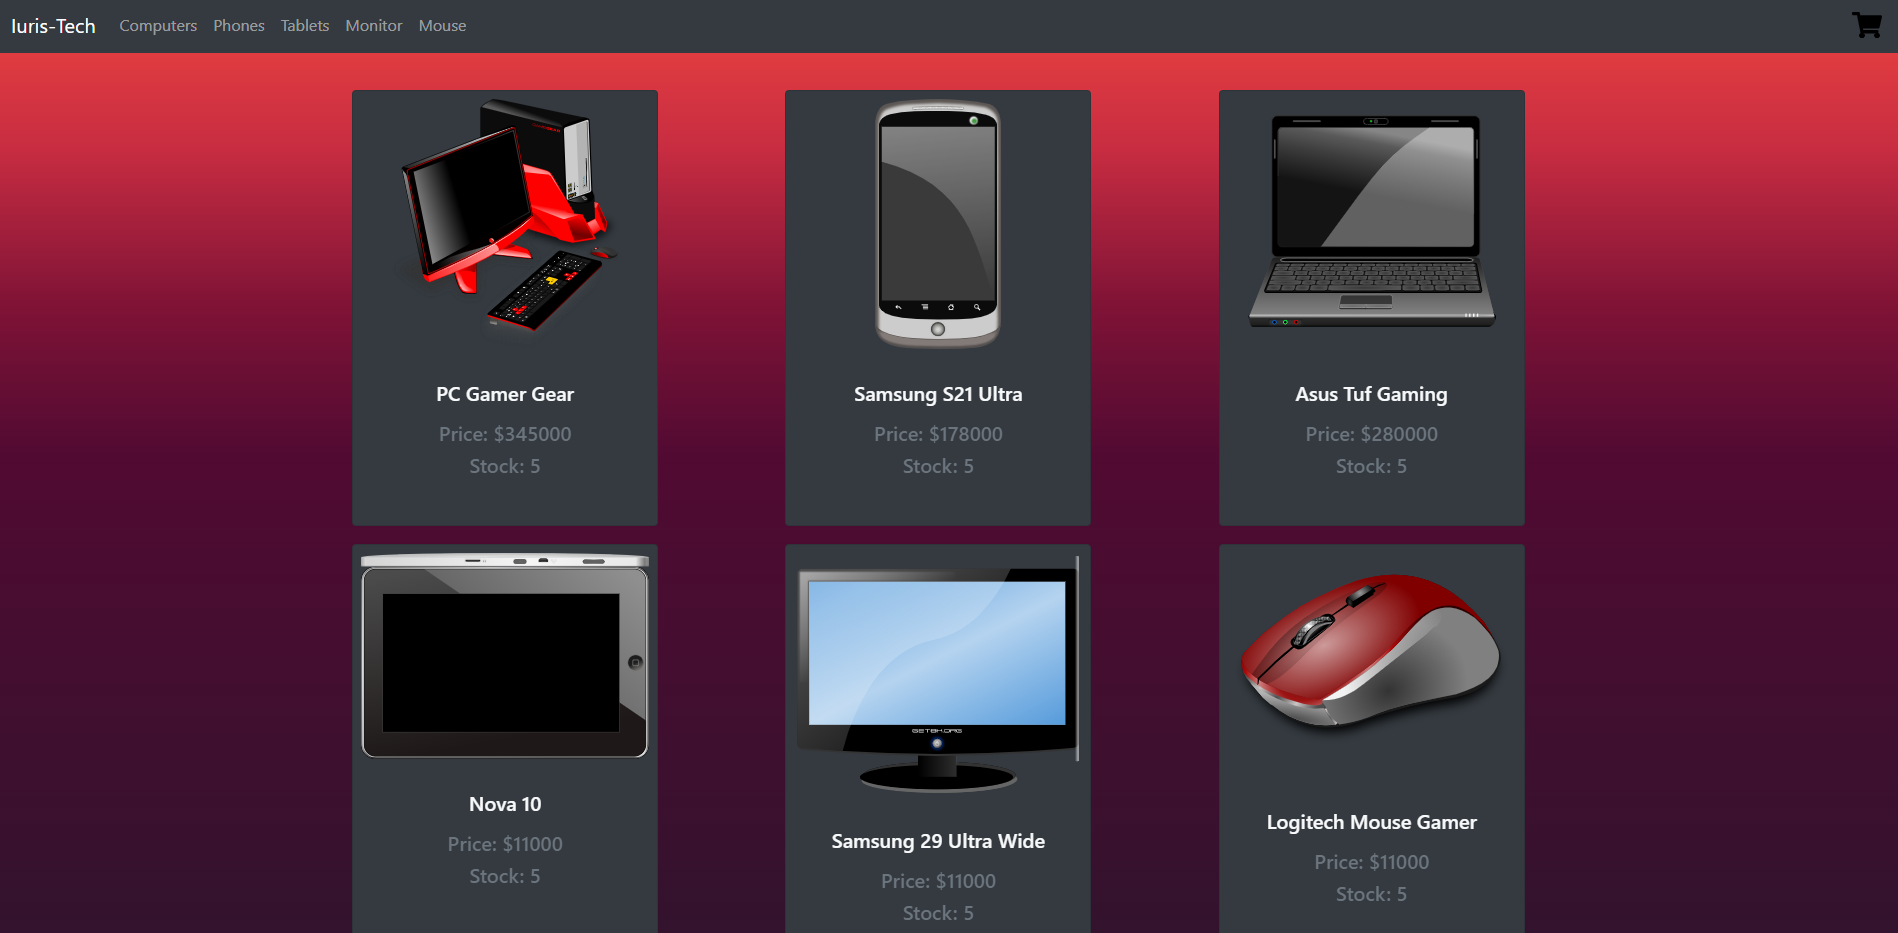 Iuris-Tech Computers Phones Tablets Monitor Mouse
PC Gamer Gear
Price: $345000
Stock: 5
Samsung S21 Ultra
Price: $178000
Stock: 5
Asus Tuf Gaming
Price: $280000
Stock: 5
Nova 10
Price: $11000
Stock: 5
GETBK.ORG
Samsung 29 Ultra Wide
Price: $11000
Stock: 5
Logitech Mouse Gamer
Price: $11000
Stock: 5